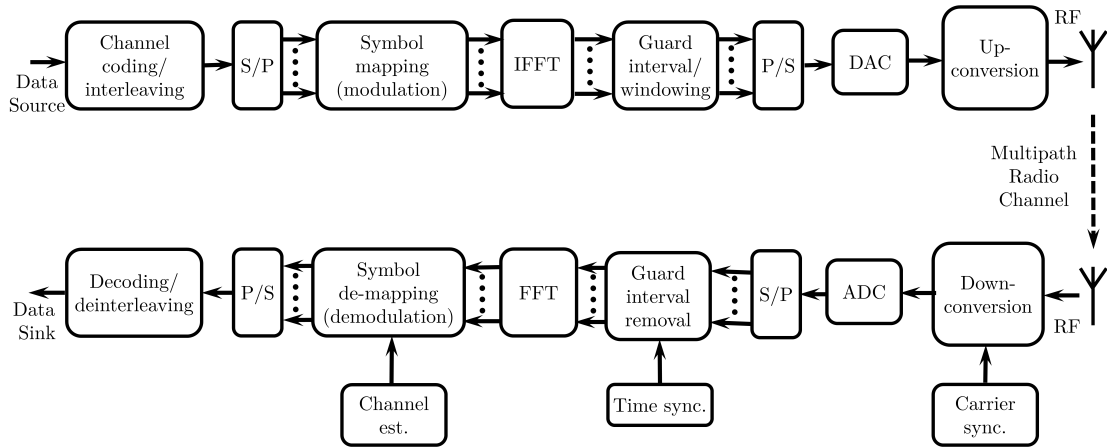 Data
Source
Channel
coding/
interleaving
S/P
Symbol
mapping
(modulation)
IFFT
Guard
interval/
windowing
P/S
DAC
Up-
conversion
RF
Multipath
Radio
Channel
Data
Sink
Decoding/
deinterleaving
P/S
Symbol
de-mapping
(demodulation)
FFT
Guard
interval
removal
S/P
ADC
Down-
conversion
RF
Channel
est.
Time sync.
Carrier
sync.